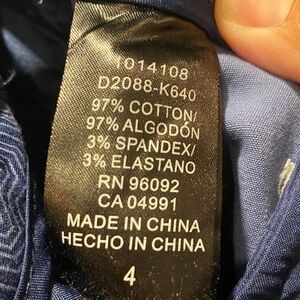 1014108
D2088-K640
97% COTTON/
97% ALGODÓN
3% SPANDEX/
3% ELASTANO
RN 96092
CA 04991
MADE IN CHINA
HECHO IN CHINA
4